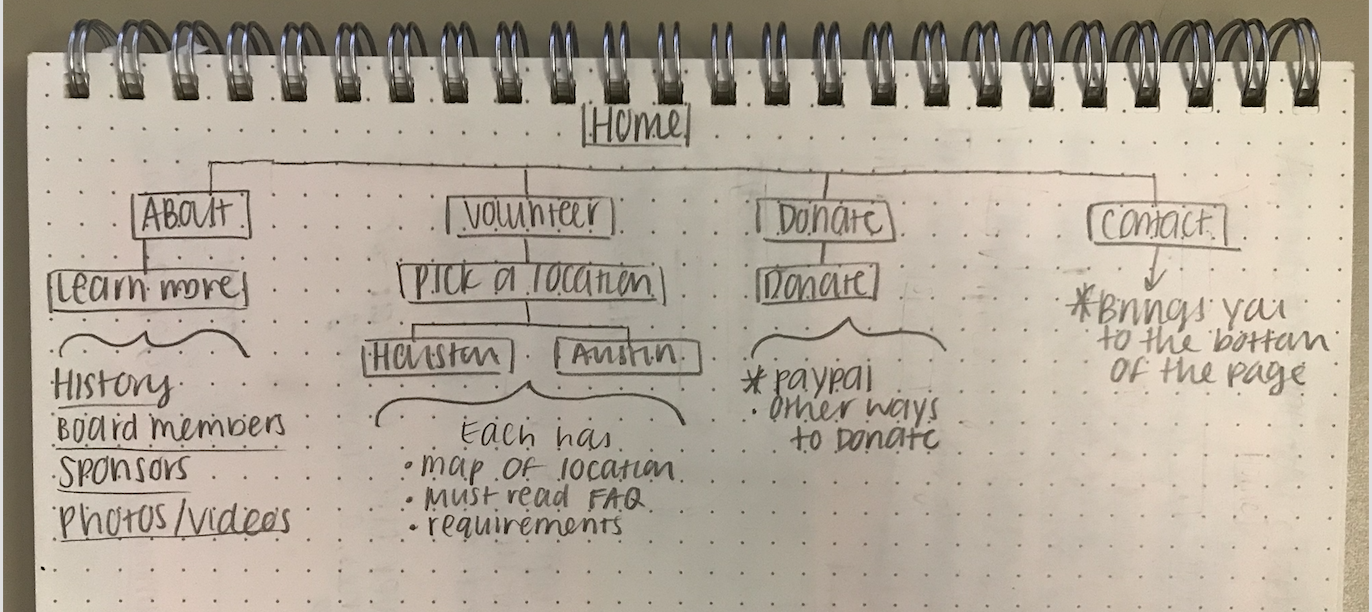 Home
About
Volunteer
Donate
Contact
Learn more
Pick a location
Donate
Houston
Austin
History
Board members
Sponsors
Photos/videos
Each has
• map of location
• Must read FAQ
• requirements
* paypal
• other ways
to Donate
* Brings you
to the bottom
of the page